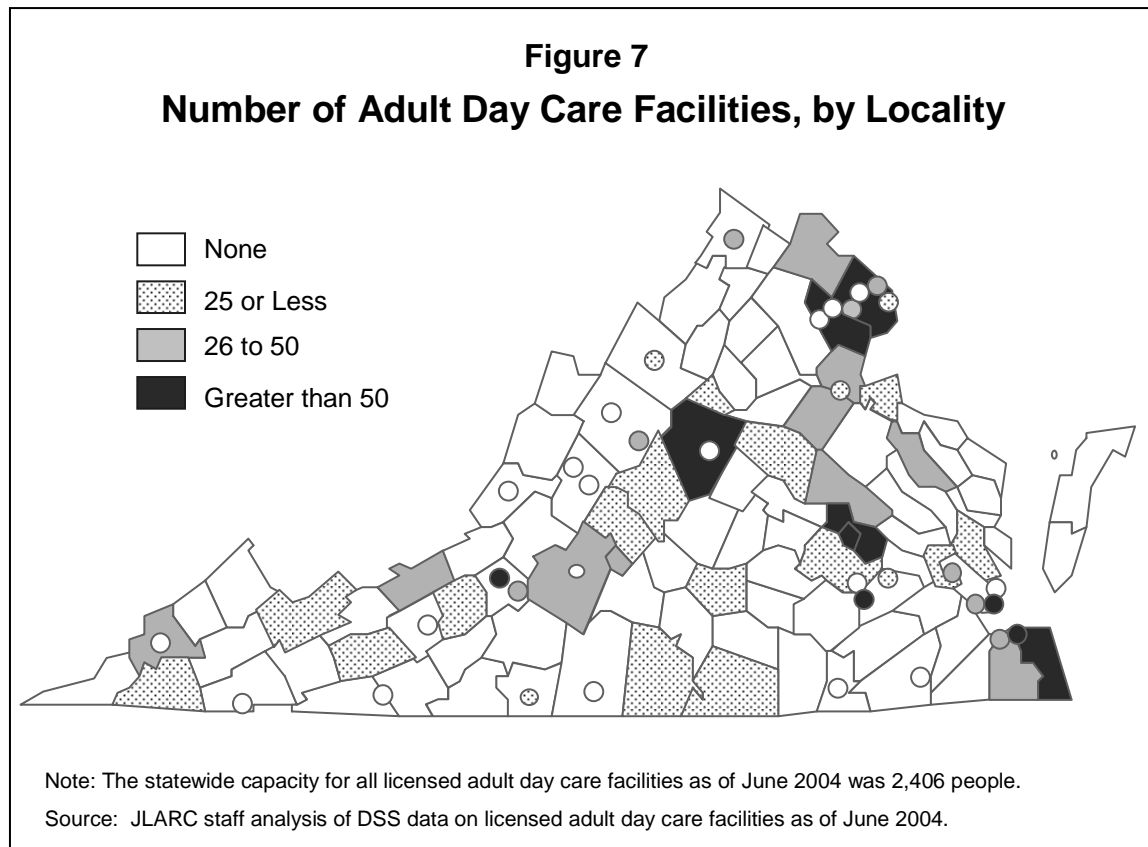 Figure 7
Number of Adult Day Care Facilities, by Locality
None
25 or Less
26 to 50
Greater than 50
Note: The statewide capacity for all licensed adult day care facilities as of June 2004 was 2,406 people.
Source: JLARC staff analysis of DSS data on licensed adult day care facilities as of June 2004.